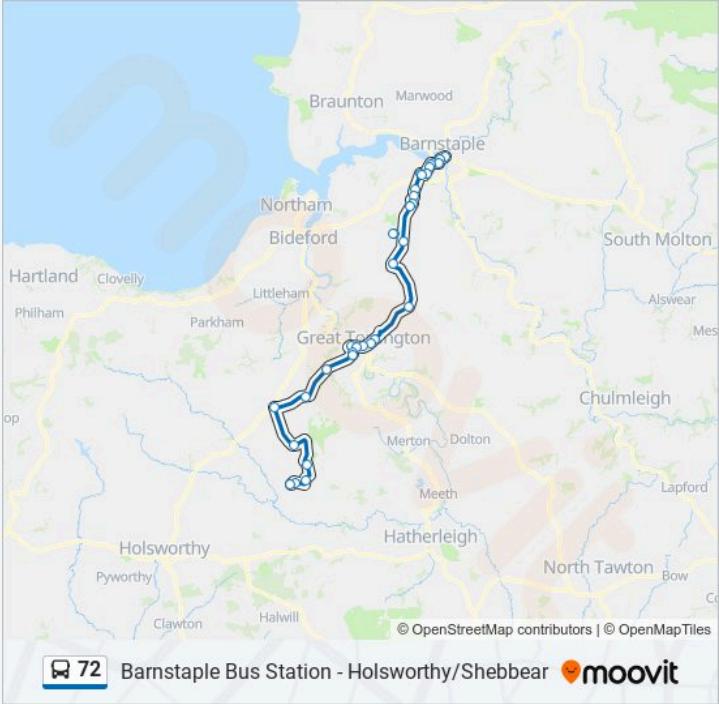 Braunton
Marwood
Barnstaple
Northam
Bideford
South Molton
Hartland
Clovelly
Littleham
Alswear
Philham
Parkham
Great Torrington
Mes
Chulmleigh
op
Merton
Dolton
Meeth
Lapford
Hatherleigh
Holsworthy
North Tawton
Bow
Pyworthy
Halwill
Clawton
© OpenStreetMap contributors | © OpenMapTiles
72 Barnstaple Bus Station - Holsworthy/Shebbear moovit